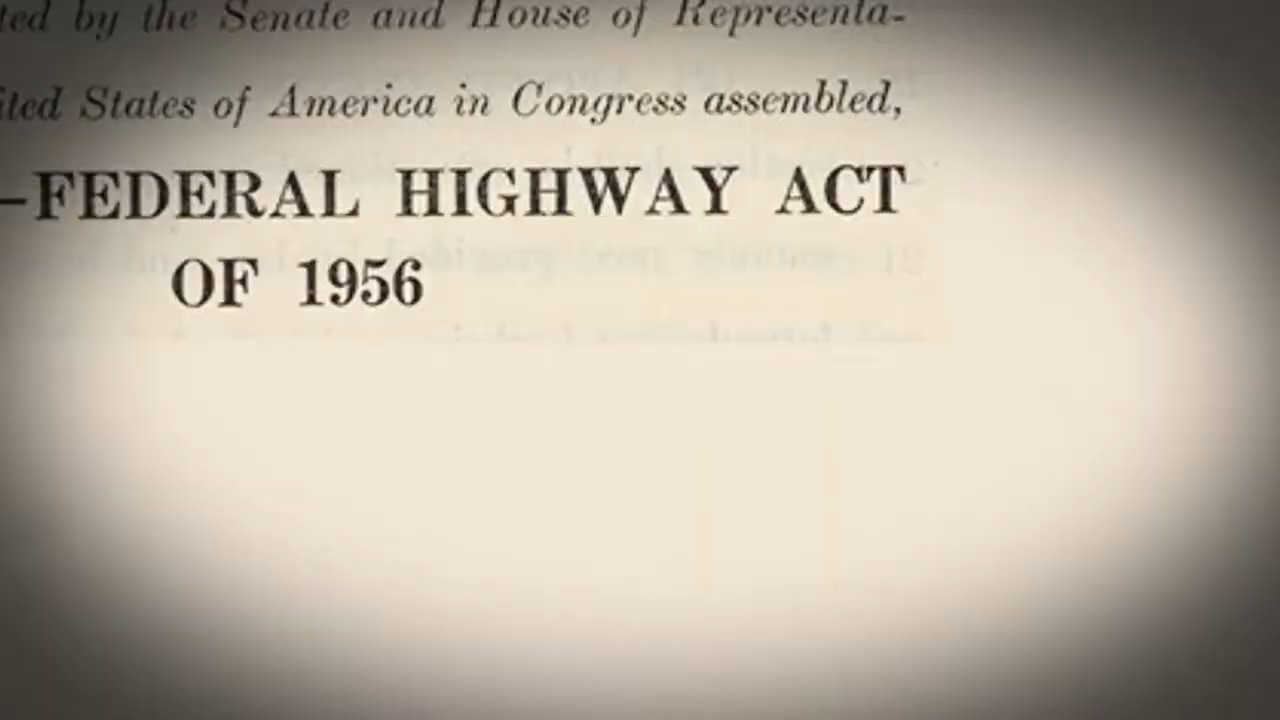 ted by the Senate and House of Representa-
ited States of America in Congress assembled,
–FEDERAL HIGHWAY ACT
OF 1956